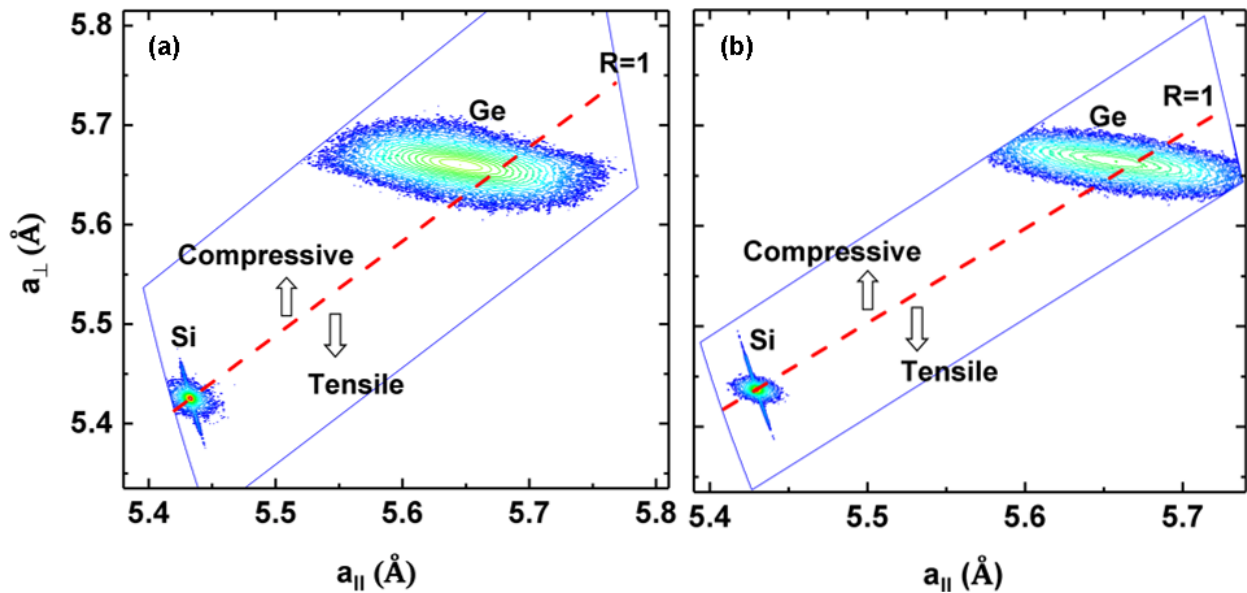 (a)
(b)
R=1
R=1
Ge
Ge
Compressive
Compressive
Tensile
Tensile
Si
Si
5.8
5.7
5.6
5.5
5.4
5.4
5.5
5.6
5.7
5.8
5.4
5.5
5.6
5.7
a⊥ (Å)
a|| (Å)
a|| (Å)